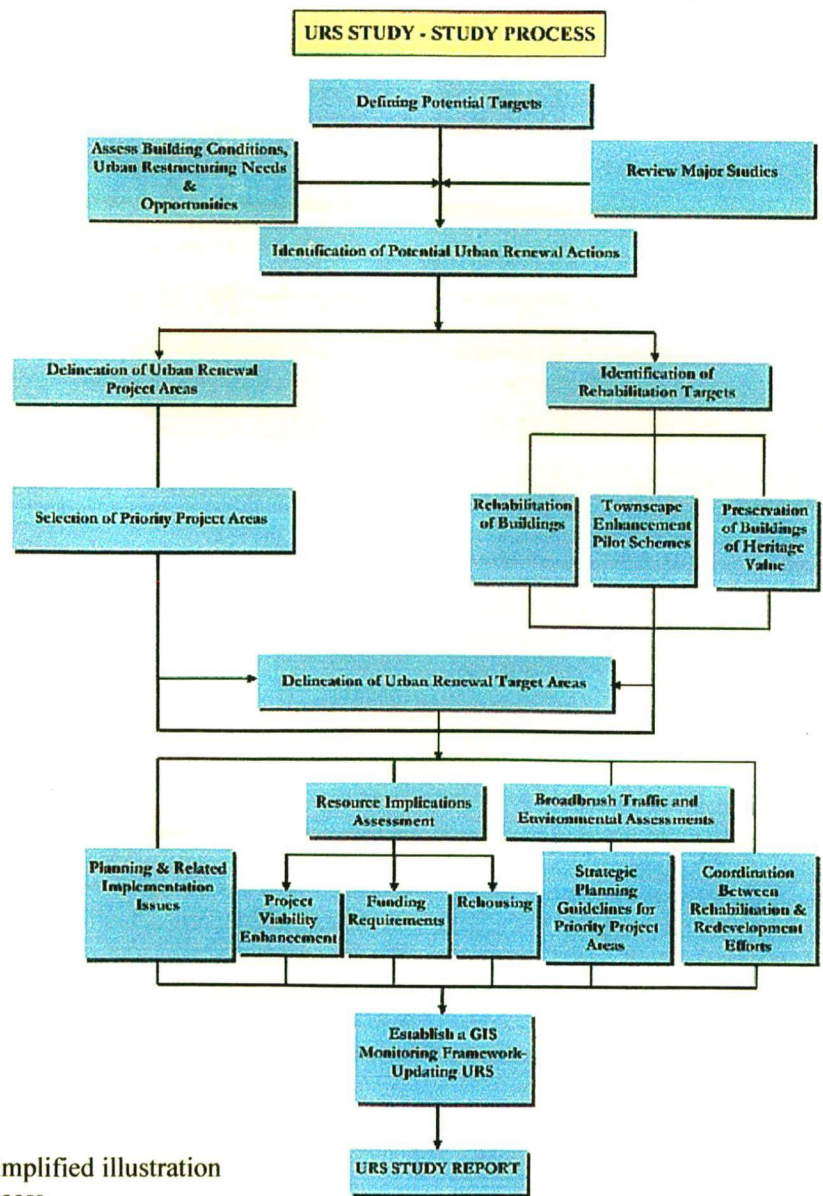 URS STUDY - STUDY PROCESS
Defining Potential Targets
Assess Building Conditions,
Urban Restructuring Needs
&
Opportunities
Review Major Studies
Identification of Potential Urban Renewal Actions
Delineation of Urban Renewal
Project Areas
Identification of
Rehabilitation Targets
Selection of Priority Project Areas
Rehabilitation
of Buildings
Townscape
Enhancement
Pilot Schemes
Preservation
of Buildings
of Heritage
Value
Delineation of Urban Renewal Target Areas
Resource Implications
Assessment
Broadbrush Traffic and
Environmental Assessments
Planning & Related
Implementation
Issues
Project
Viability
Enhancement
Funding
Requirements
Rehousing
Strategic
Planning
Guidelines for
Priority Project
Areas
Coordination
Between
Rehabilitation &
Redevelopment
Efforts
Establish a GIS
Monitoring Framework-
Updating URS
URS STUDY REPORT
mplified illustration